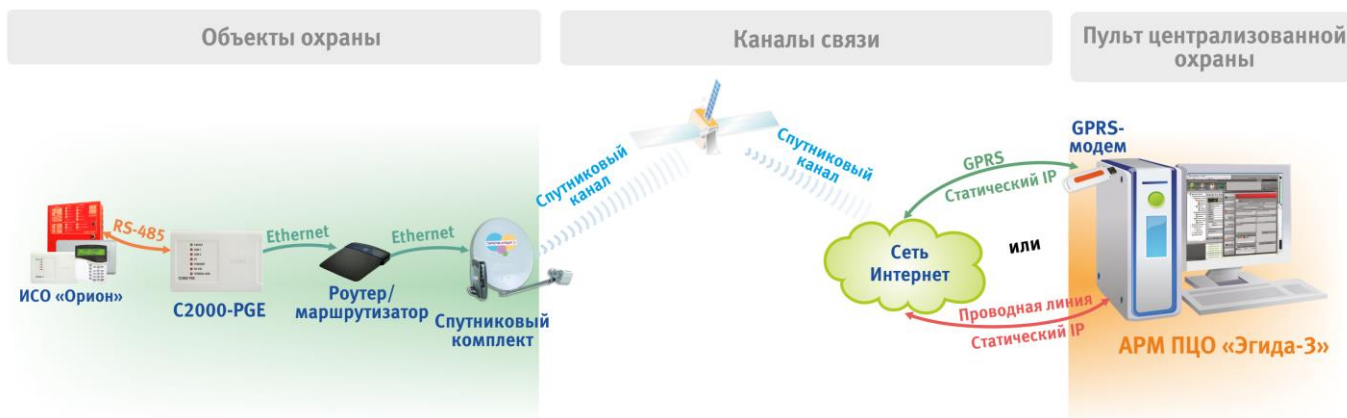 Объекты охраны
Каналы связи
Пульт централизованной
охраны
ИСО «Орион»
RS-485
С2000-PGE
Ethernet
Роутер/
маршрутизатор
Ethernet
Спутниковый
комплект
Спутниковый
канал
Спутниковый
канал
Сеть
Интернет
GPRS
Статический IP
или
Проводная линия
Статический IP
GPRS-
модем
АРМ ПЦО «Эгида-3»